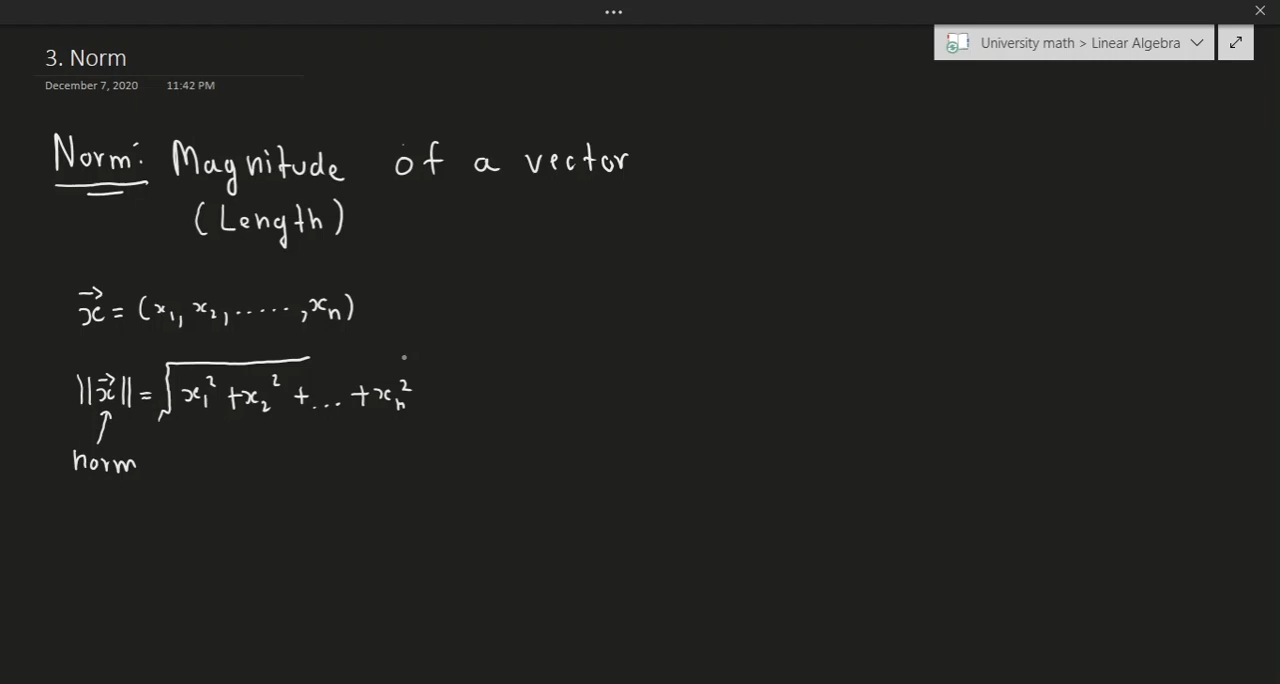 ...
3. Norm
University math > Linear Algebra
December 7, 2020 11:42 PM
Norm: Magnitude of a vector
(Length)
x⃗ = (x₁, x₂, ....., xₙ)
||x⃗|| = √x₁² + x₂² + ... + xₙ²
norm